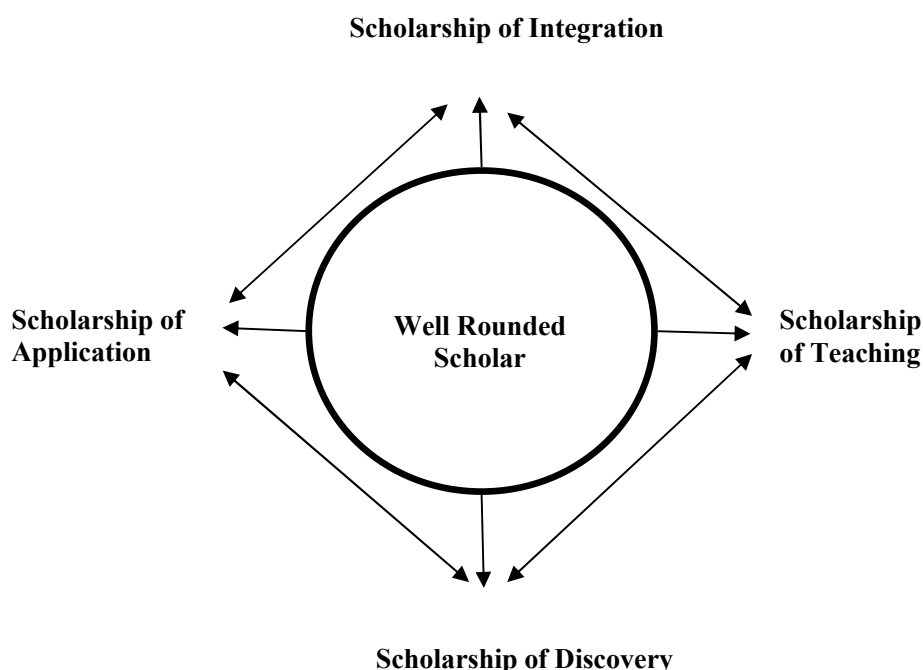 Scholarship of Integration
Scholarship of
Application
Well Rounded
Scholar
Scholarship
of Teaching
Scholarship of Discovery